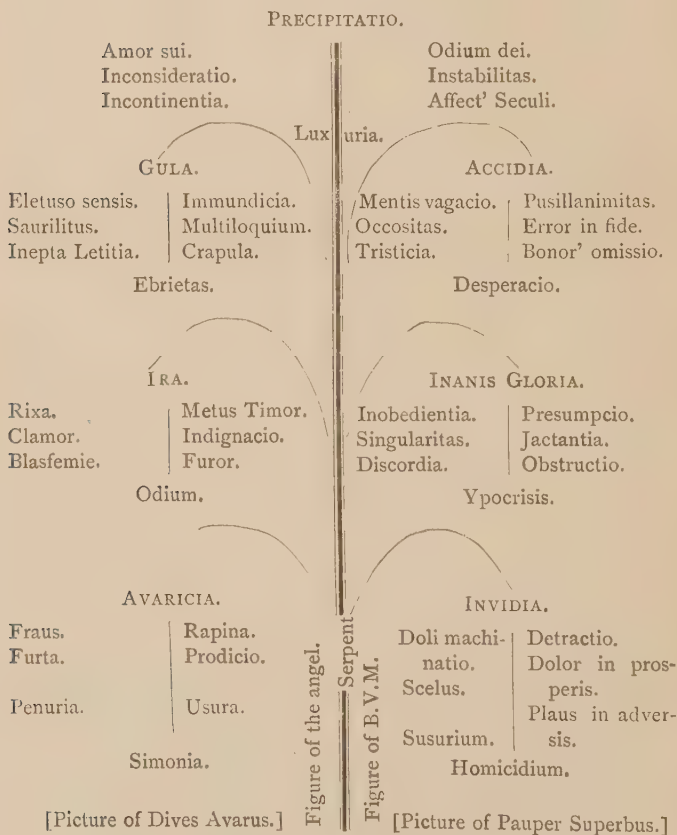 PRECIPITATIO.
Amor sui.
Inconsideratio.
Incontinentia.
Odium dei.
Instabilitas.
Affect' Seculi.
Luxuria.
GULA.
Eletuso sensis.
Saurilitus.
Inepta Letitia.
Immundicia.
Multiloquium.
Crapula.
Ebrietas.
ACCIDIA.
Mentis vagacio.
Occositas.
Tristicia.
Pusillanimitas.
Error in fide.
Bonor' omissio.
Desperacio.
IRA.
Rixa.
Clamor.
Blasfemie.
Metus Timor.
Indignacio.
Furor.
Odium.
INANIS GLORIA.
Inobedientia.
Singularitas.
Discordia.
Presumpcio.
Jactantia.
Obstructio.
Ypocrisis.
AVARICIA.
Fraus.
Furta.
Penuria.
Rapina.
Prodicio.
Usura.
Simonia.
Figure of the angel.
Serpent
Figure of B.V.M.
INVIDIA.
Doli machi-
natio.
Scelus.
Susurium.
Detractio.
Dolor in pros-
peris.
Plaus in adver-
sis.
Homicidium.
[Picture of Dives Avarus.]
[Picture of Pauper Superbus.]